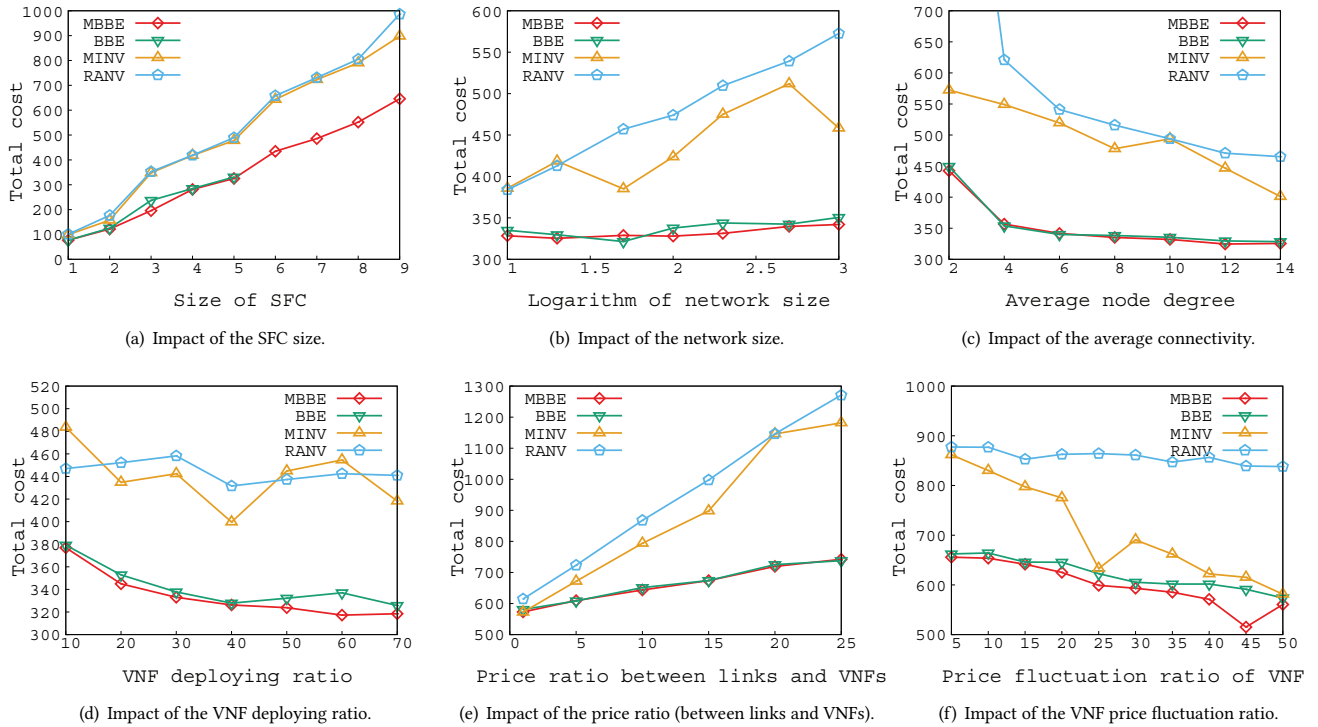 1000
900
800
700
600
500
400
300
200
100
0
Total cost
MBBE
BBE
MINV
RANV
1 2 3 4 5 6 7 8 9
Size of SFC
(a) Impact of the SFC size.
600
550
500
450
400
350
300
Total cost
MBBE
BBE
MINV
RANV
1 1.5 2 2.5 3
Logarithm of network size
(b) Impact of the network size.
700
650
600
550
500
450
400
350
300
Total cost
MBBE
BBE
MINV
RANV
2 4 6 8 10 12 14
Average node degree
(c) Impact of the average connectivity.
520
500
480
460
440
420
400
380
360
340
320
300
Total cost
MBBE
BBE
MINV
RANV
10 20 30 40 50 60 70
VNF deploying ratio
(d) Impact of the VNF deploying ratio.
1300
1200
1100
1000
900
800
700
600
500
Total cost
MBBE
BBE
MINV
RANV
0 5 10 15 20 25
Price ratio between links and VNFs
(e) Impact of the price ratio (between links and VNFs).
1000
900
800
700
600
500
Total cost
MBBE
BBE
MINV
RANV
5 10 15 20 25 30 35 40 45 50
Price fluctuation ratio of VNF
(f) Impact of the VNF price fluctuation ratio.